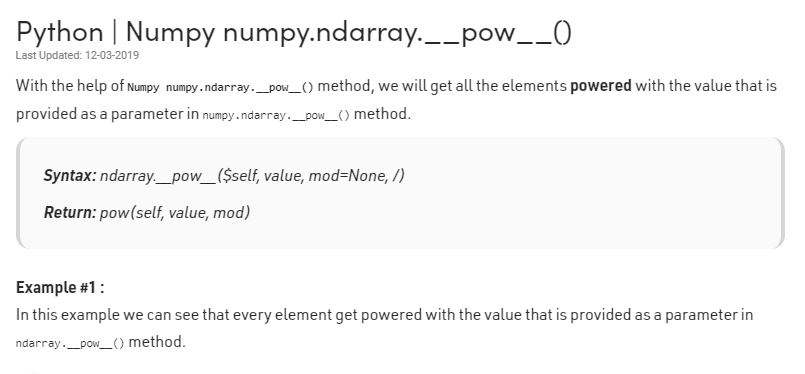 Python | Numpy numpy.ndarray.__pow__()
Last Updated: 12-03-2019
With the help of Numpy numpy.ndarray.__pow__() method, we will get all the elements powered with the value that is
provided as a parameter in numpy.ndarray.__pow__() method.
Syntax: ndarray.__pow__($self, value, mod=None, /)
Return: pow(self, value, mod)
Example #1 :
In this example we can see that every element get powered with the value that is provided as a parameter in
ndarray.__pow__() method.